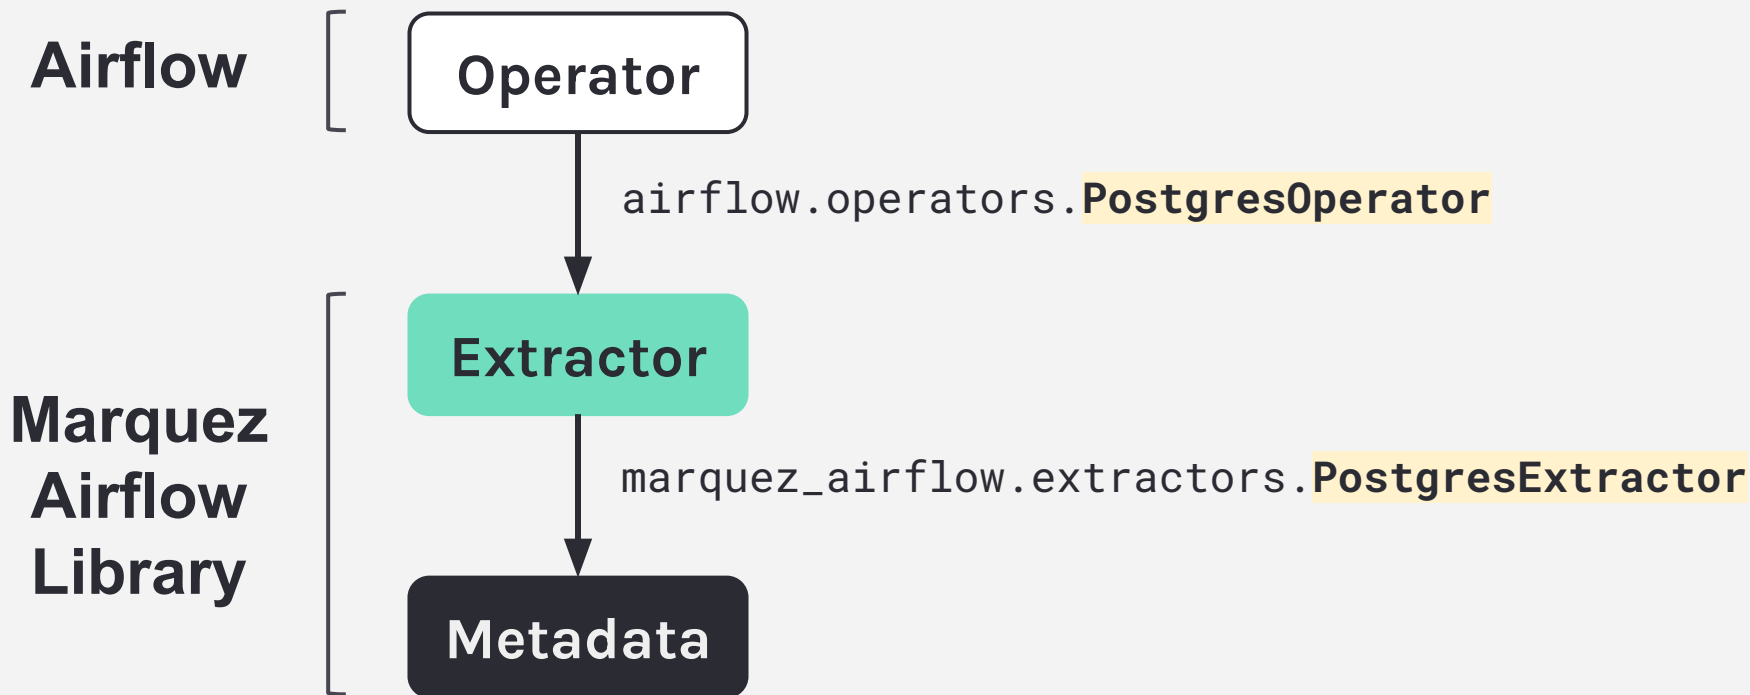 Airflow
Operator
airflow.operators.PostgresOperator
Extractor
Marquez
Airflow
Library
marquez_airflow.extractors.PostgresExtractor
Metadata